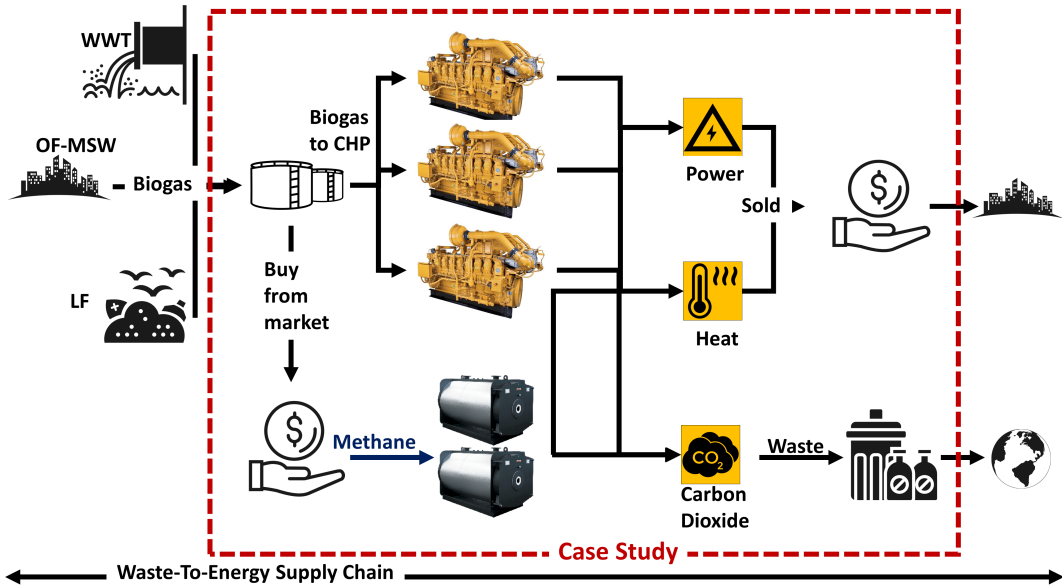 WWT
OF-MSW
Biogas
LF
Biogas
to CHP
Buy
from
market
$
Methane
Power
Sold
Heat
$
CO2
Carbon
Dioxide
Waste
Case Study
Waste-To-Energy Supply Chain